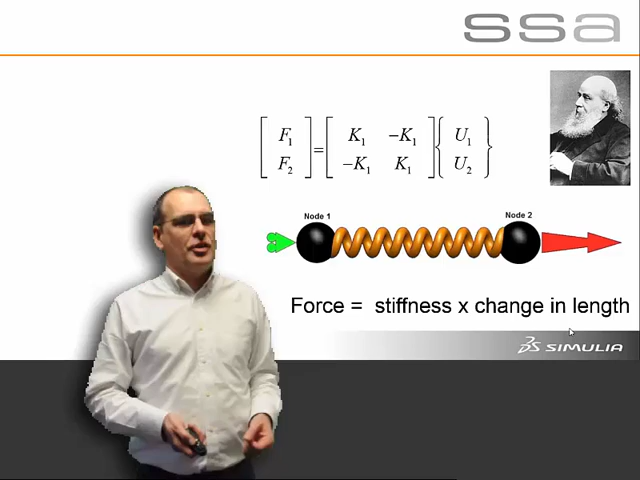 ssa
[F₁ F₂] = [K₁ −K₁ −K₁ K₁] {U₁ U₂}
Node 1
Node 2
Force = stiffness x change in length
SIMULIA